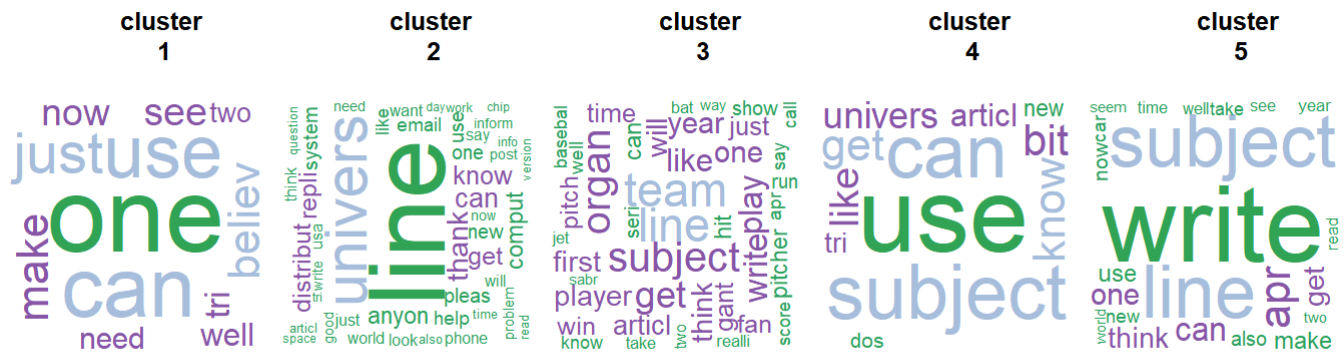 cluster 1
cluster 2
cluster 3
cluster 4
cluster 5
now see two
just use
one
believ
make
can
tri
need well
need
day work chip
like want
email use
inform
say
info
one post
version
question
system
think
repli
univers
line
know
can
thank
now
new
get
comput
distribut
usa
write
tri
will
pleas
anyon help time
problem
read
articl
space
good
just
world look also phone
time
bat way show
call
basebal
well
can
will
year just
like one
say
organ
pitch
team
line
seri
hit
play
write
apr
run
pitcher
jet
first subject
sabr
player get
think
gant
fan
score
win articl
know take two realli
univers articl new
get can bit
like
use
know
tri
subject
dos
seem time well take see year
now
car
subject
write
read
use
one
line
apr
get
new
world
think can also make
two